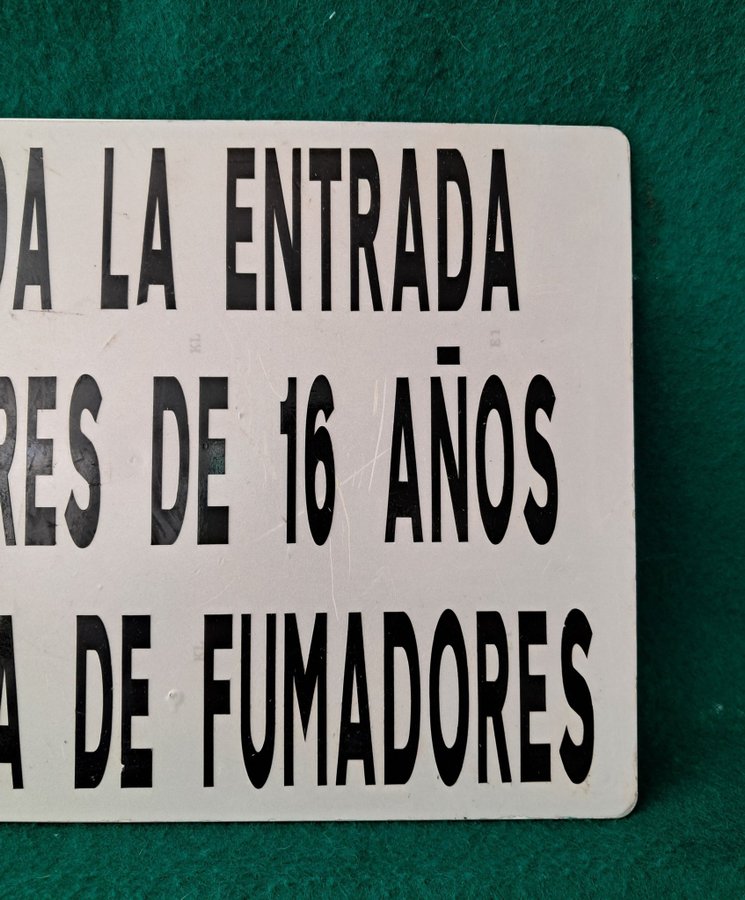 DA LA ENTRADA
RES DE 16 AÑOS
A DE FUMADORES